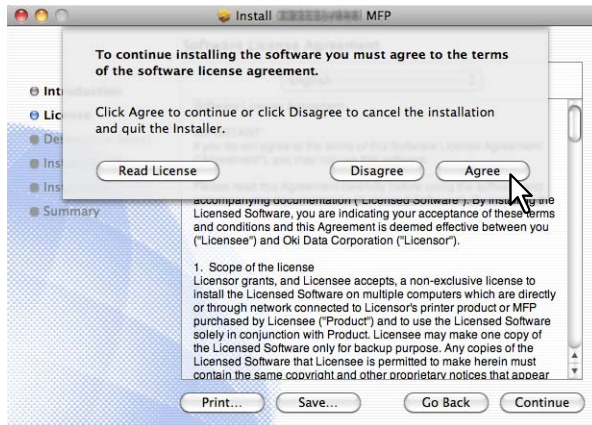 Install MFP
To continue installing the software you must agree to the terms
of the software license agreement.
Click Agree to continue or click Disagree to cancel the installation
and quit the Installer.
Read License
Disagree
Agree
Int
Lic
De
Inst
Inst
Summary
accompanying documentation ("Licensed Software"). By installing the
Licensed Software, you are indicating your acceptance of these terms
and conditions and this Agreement is deemed effective between you
("Licensee") and Oki Data Corporation ("Licensor").
1. Scope of the license
Licensor grants, and Licensee accepts, a non-exclusive license to
install the Licensed Software on multiple computers which are directly
or through network connected to Licensor's printer product or MFP
purchased by Licensee ("Product") and to use the Licensed Software
solely in conjunction with Product. Licensee may make one copy of
the Licensed Software only for backup purpose. Any copies of the
Licensed Software that Licensee is permitted to make herein must
contain the same copyright and other proprietary notices that appear
Print...
Save...
Go Back
Continue